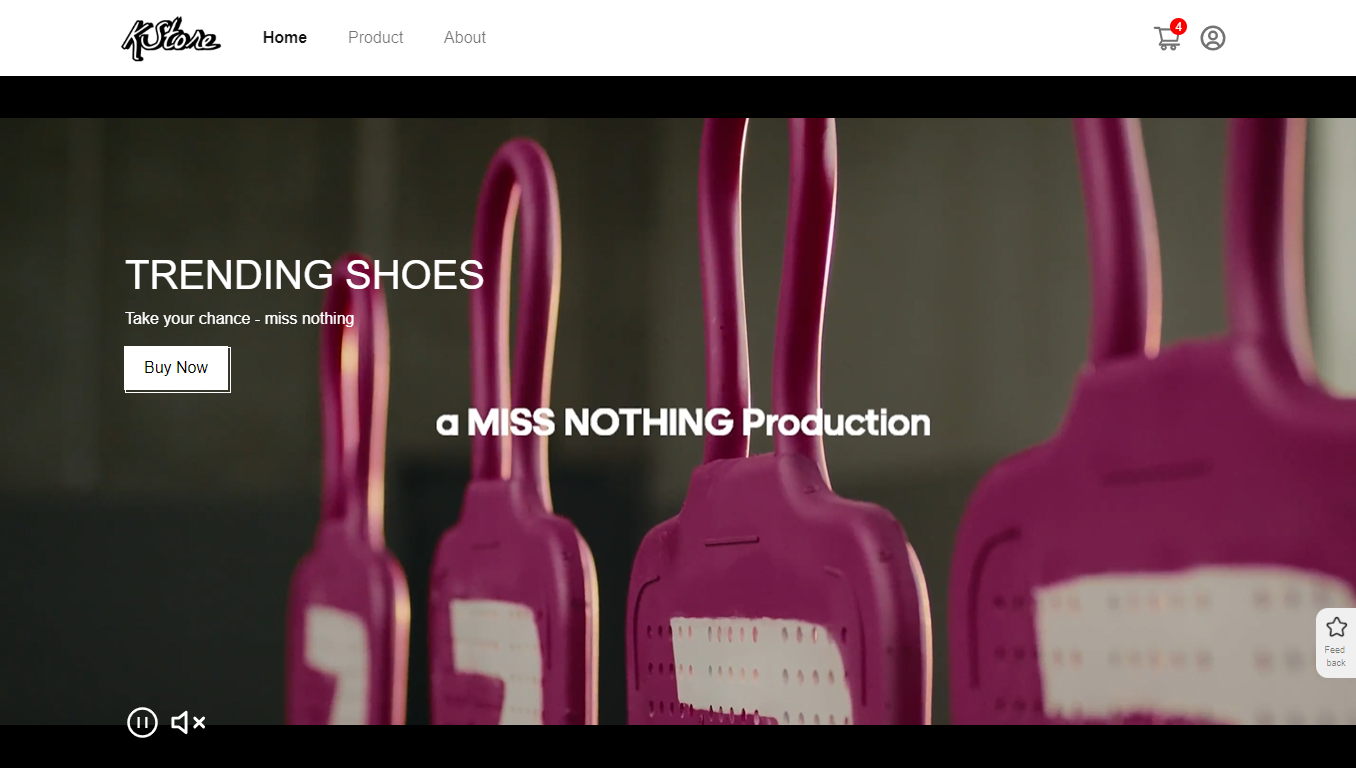 KStore
Home
Product
About
4
TRENDING SHOES
Take your chance - miss nothing
Buy Now
a MISS NOTHING Production
Feed
back